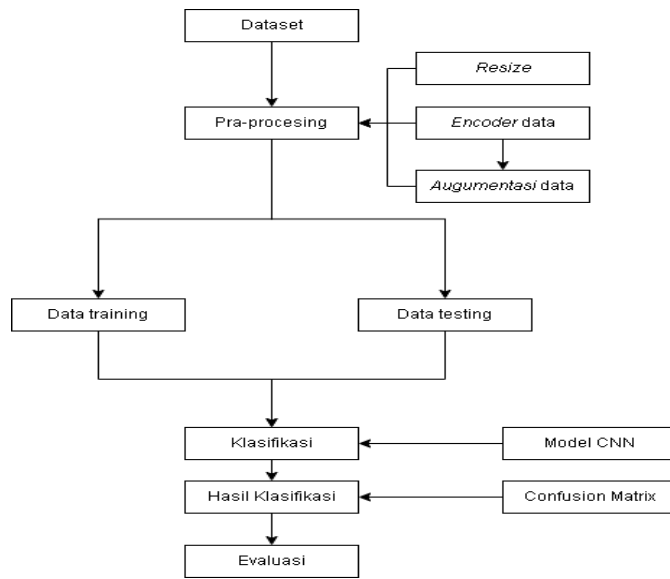 Dataset
Resize
Pra-procesing
Encoder data
Augumentasi data
Data training
Data testing
Klasifikasi
Model CNN
Hasil Klasifikasi
Confusion Matrix
Evaluasi